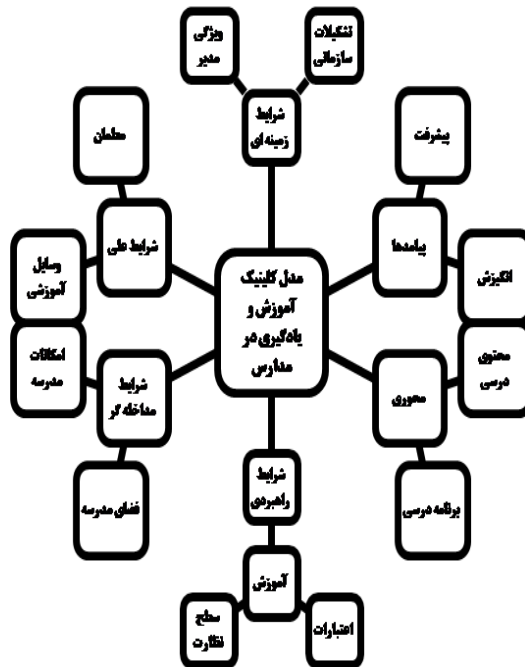 تشکیلات
سازمانی
ویژگی
مدیر
شرایط
زمینه ای
پیشرفت
معلمان
پیامدها
شرایط علی
انگیزش
وسایل
آموزشی
مدل کلینیک
آموزش و
یادگیری در
مدارس
محتوی
درسی
امکانات
مدرسه
محوری
شرایط
مداخله گر
برنامه درسی
فضای مدرسه
شرایط
راهبردی
آموزش
اعتبارات
سطح
نظارت